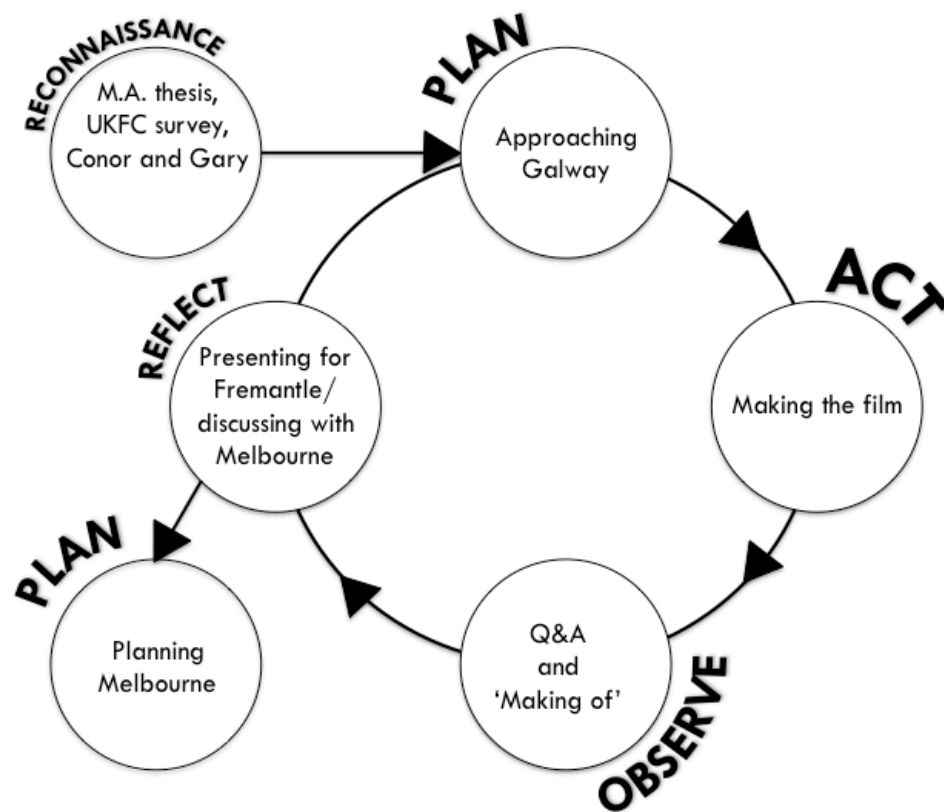 RECONNAISSANCE
M.A. thesis,
UKFC survey,
Conor and Gary
PLAN
Approaching
Galway
ACT
Making the film
OBSERVE
Q&A
and
‘Making of’
REFLECT
Presenting for
Fremantle/
discussing with
Melbourne
PLAN
Planning
Melbourne